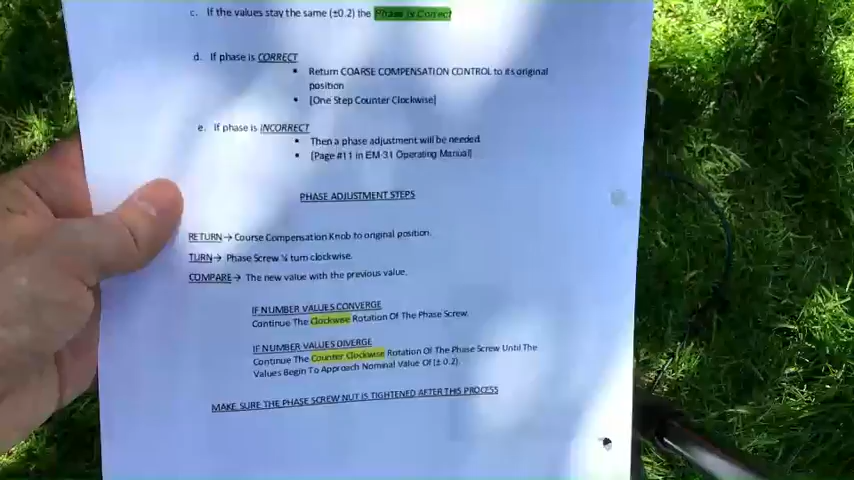 c. If the values stay the same (±0.2) the Phase is Correct
d. If phase is CORRECT
▪ Return COARSE COMPENSATION CONTROL to its original
position
▪ [One Step Counter Clockwise]
e. If phase is INCORRECT
▪ Then a phase adjustment will be needed
▪ [Page #11 in EM-31 Operating Manual]
PHASE ADJUSTMENT STEPS
RETURN→ Course Compensation Knob to original position.
TURN→ Phase Screw ¼ turn clockwise.
COMPARE→ The new value with the previous value.
IF NUMBER VALUES CONVERGE
Continue The Clockwise Rotation Of The Phase Screw.
IF NUMBER VALUES DIVERGE
Continue The Counter Clockwise Rotation Of The Phase Screw Until The
Values Begin To Approach Nominal Value Of (±0.2).
MAKE SURE THE PHASE SCREW NUT IS TIGHTENED AFTER THIS PROCESS